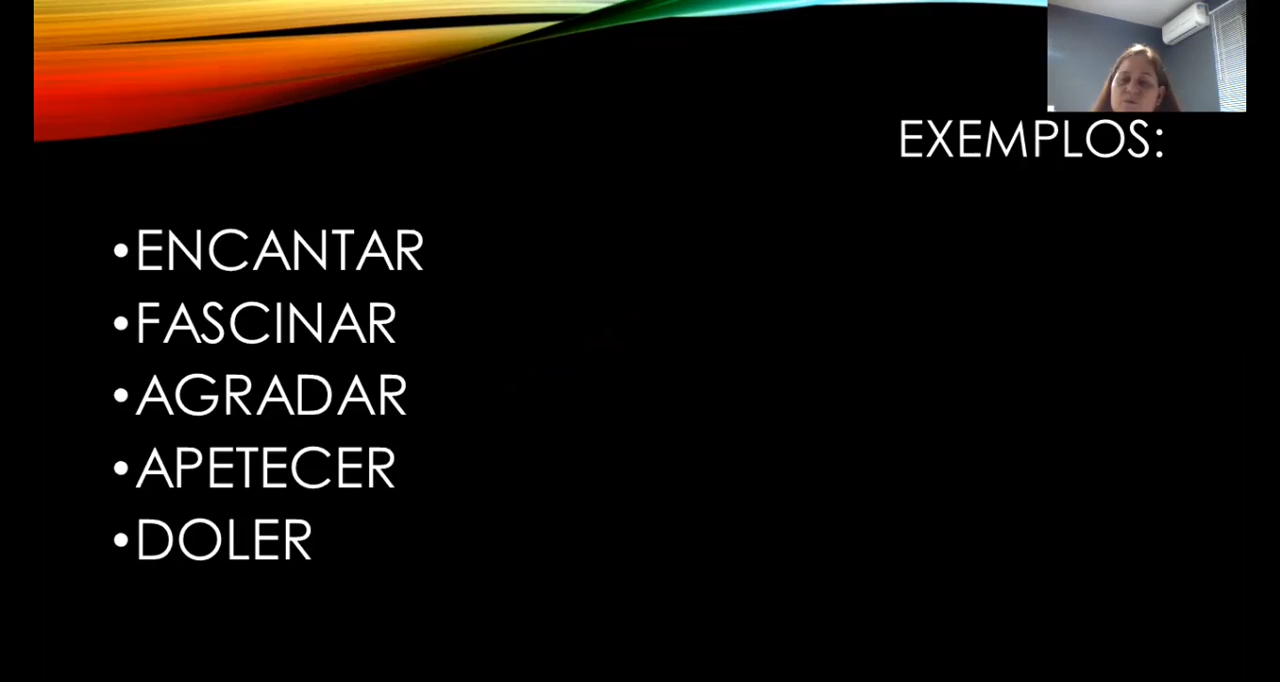 EXEMPLOS:
•ENCANTAR
•FASCINAR
•AGRADAR
•APETECER
•DOLER